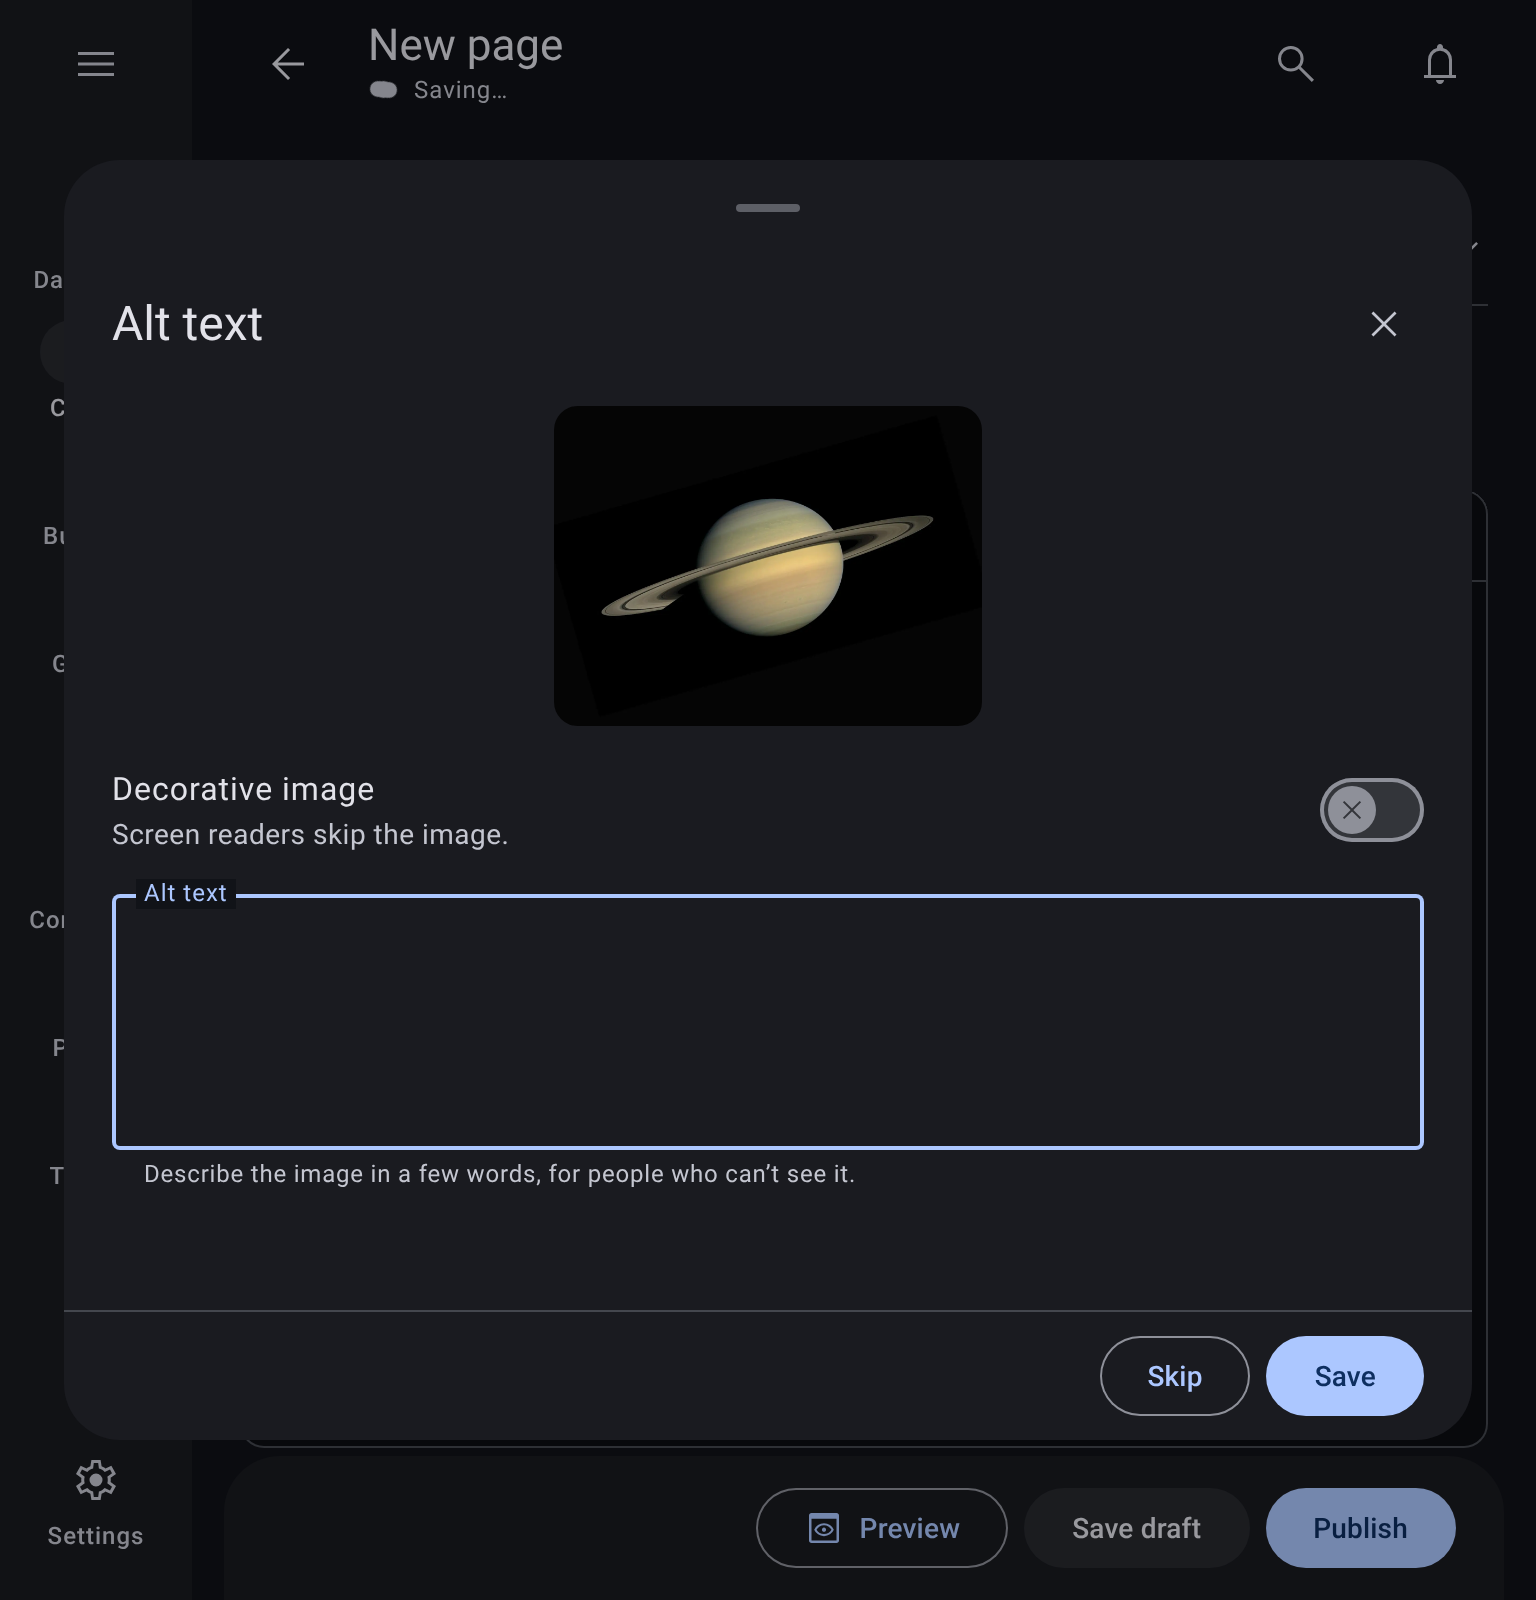 New page
Saving…
Alt text
Decorative image
Screen readers skip the image.
Alt text
Describe the image in a few words, for people who can’t see it.
Skip
Save
Settings
Preview
Save draft
Publish